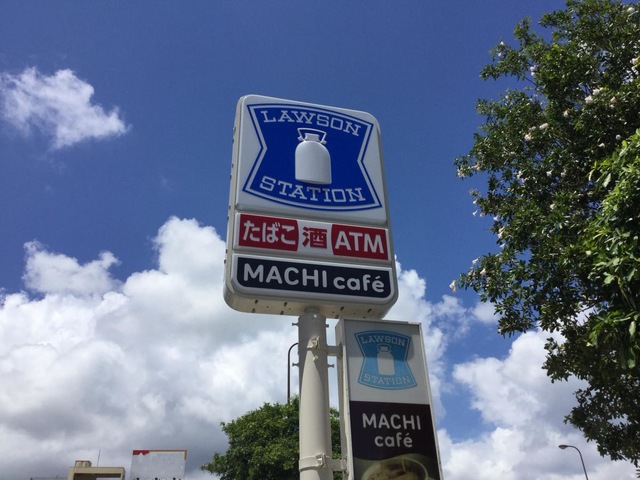 LAWSON
STATION
たばこ 酒 ATM
MACHI café
LAWSON
STATION
MACHI
café